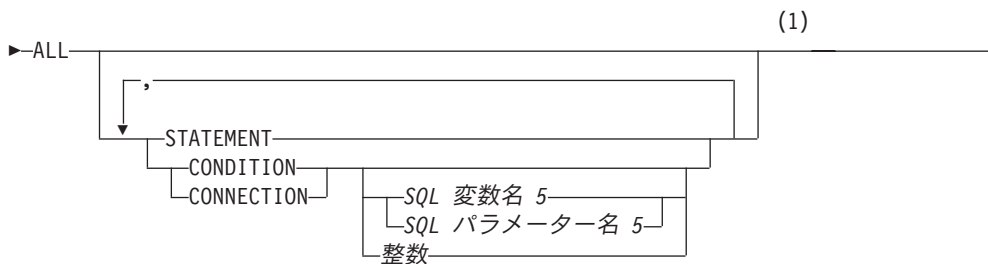 (1)
ALL
,
STATEMENT
CONDITION
CONNECTION
SQL 変数名 5
SQL パラメーター名 5
整数